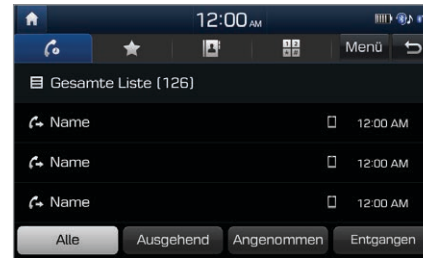 12:00 AM
Menü
Gesamte Liste (126)
Name 12:00 AM
Name 12:00 AM
Name 12:00 AM
Alle Ausgehend Angenommen Entgangen